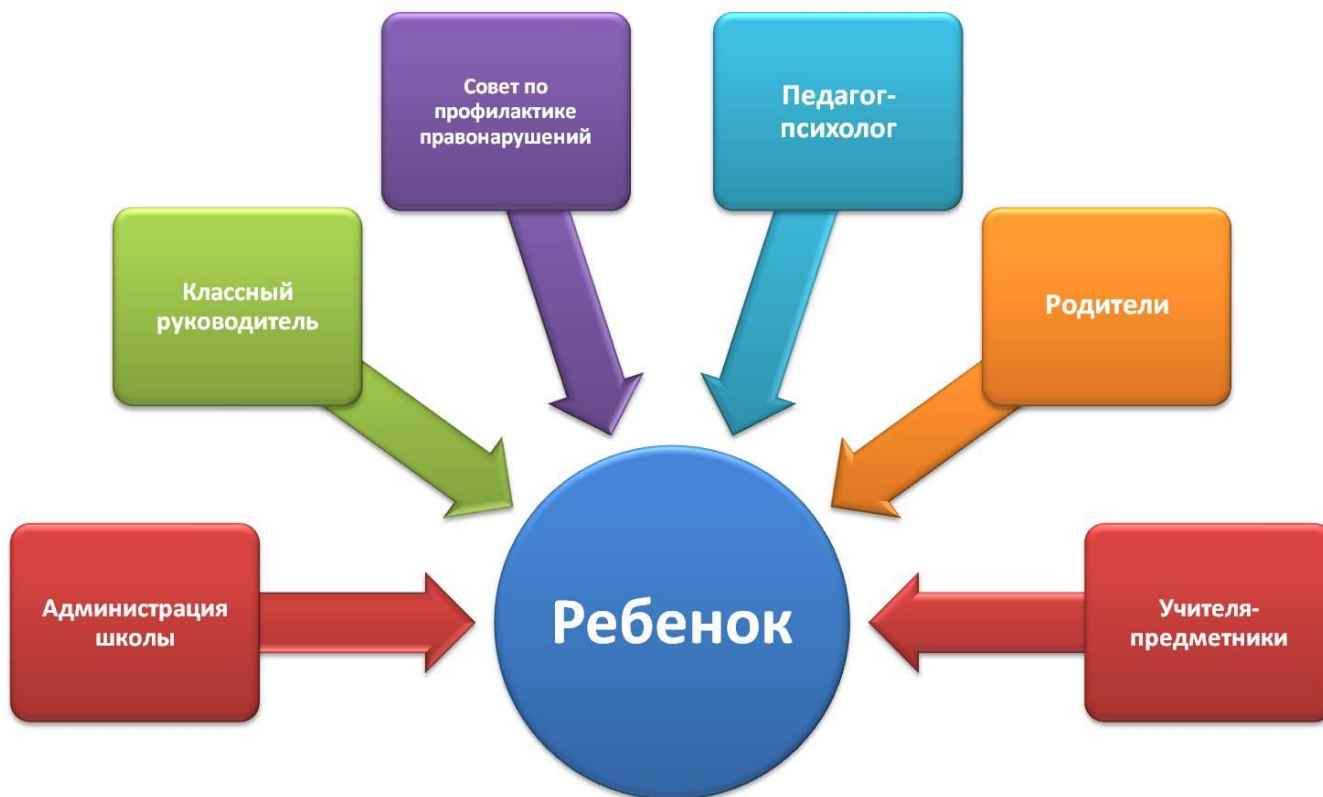 Совет по
профилактике
правонарушений
Педагог-
психолог
Классный
руководитель
Родители
Администрация
школы
Ребенок
Учителя-
предметники